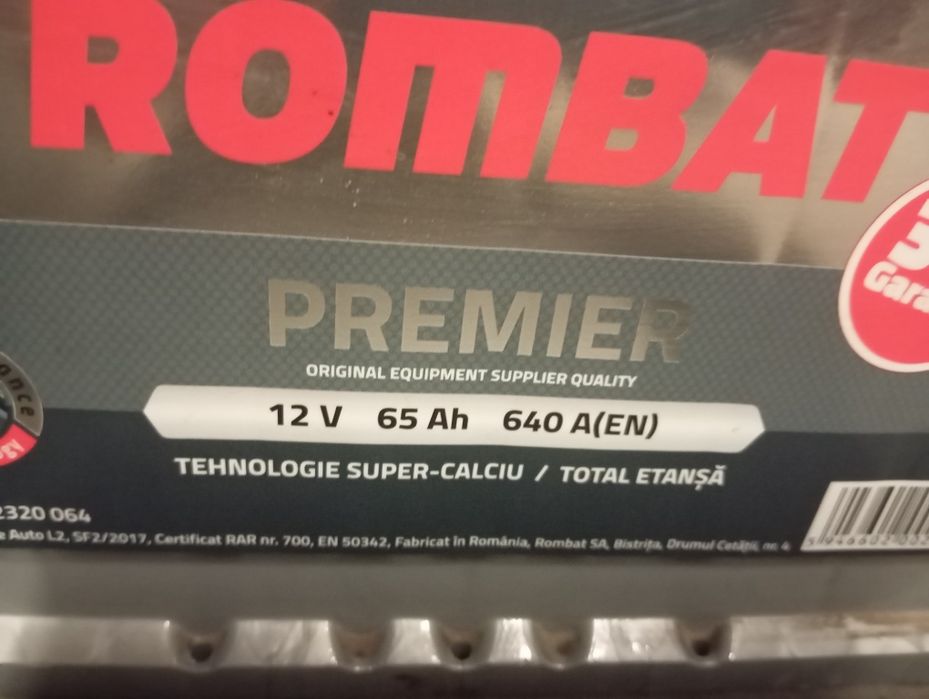 ROMBAT
3
PREMIER
ORIGINAL EQUIPMENT SUPPLIER QUALITY
12 V 65 Ah 640 A(EN)
TEHNOLOGIE SUPER-CALCIU / TOTAL ETANȘĂ
2320 064
Auto L2, SF2/2017, Certificat RAR nr. 700, EN 50342, Fabricat în România, Rombat SA, Bistrița, Drumul Cetății, nr. 4